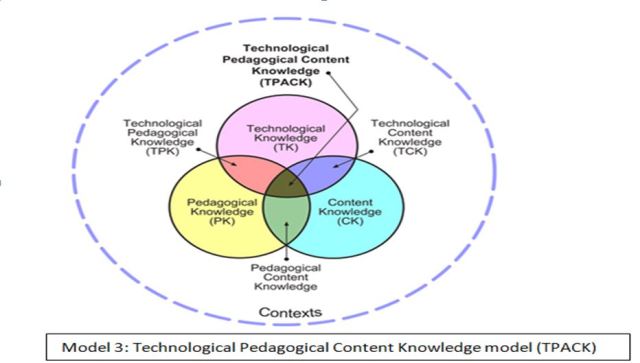 Technological
Pedagogical Content
Knowledge
(TPACK)
Technological
Pedagogical
Knowledge
(TPK)
Technological
Knowledge
(TK)
Technological
Content
Knowledge
(TCK)
Pedagogical
Knowledge
(PK)
Content
Knowledge
(CK)
Pedagogical
Content
Knowledge
Contexts
Model 3: Technological Pedagogical Content Knowledge model (TPACK)